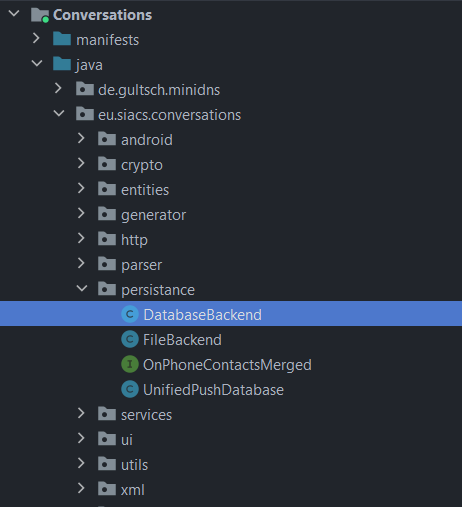 Conversations
manifests
java
de.gultsch.minidns
eu.siacs.conversations
android
crypto
entities
generator
http
parser
persistance
C DatabaseBackend
C FileBackend
I OnPhoneContactsMerged
C UnifiedPushDatabase
services
ui
utils
xml